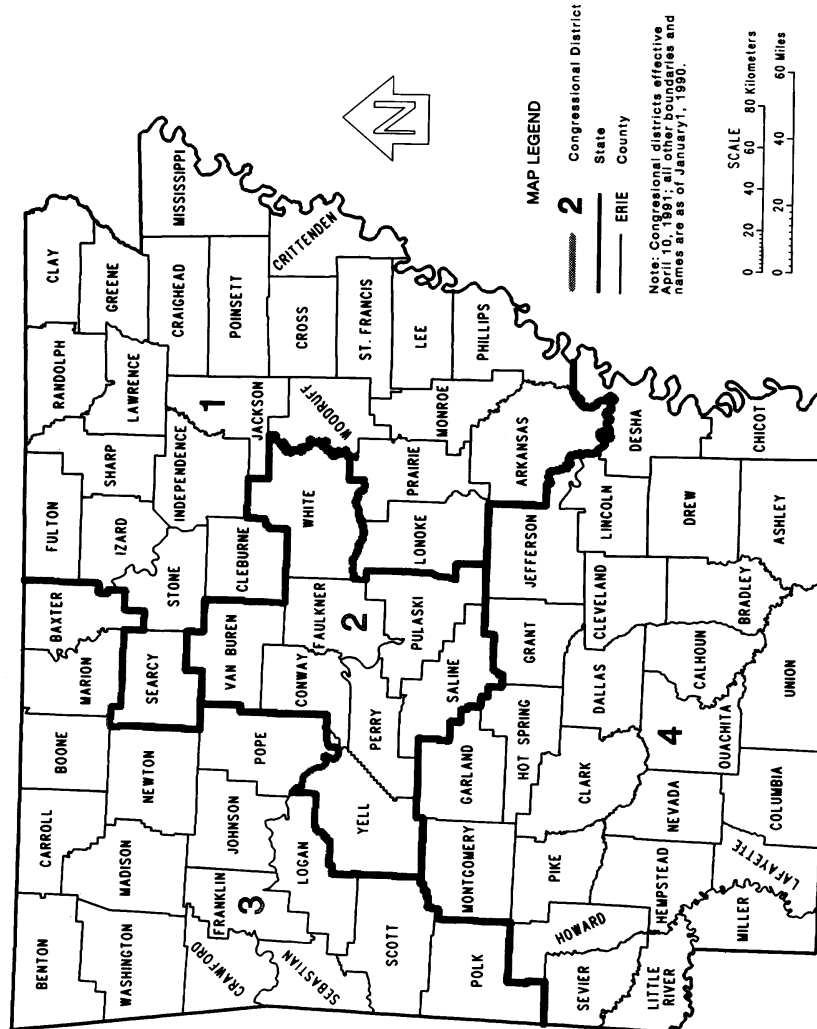 BENTON
CARROLL
BOONE
MARION
BAXTER
FULTON
RANDOLPH
CLAY
WASHINGTON
MADISON
NEWTON
SEARCY
STONE
IZARD
SHARP
LAWRENCE
GREENE
CRAWFORD
FRANKLIN
JOHNSON
POPE
VAN BUREN
CLEBURNE
INDEPENDENCE
1
JACKSON
CRAIGHEAD
MISSISSIPPI
POINSETT
3
SEBASTIAN
LOGAN
YELL
CONWAY
FAULKNER
WHITE
WOODRUFF
CROSS
CRITTENDEN
2
SCOTT
PERRY
PULASKI
LONOKE
PRAIRIE
MONROE
ST. FRANCIS
LEE
PHILLIPS
POLK
MONTGOMERY
GARLAND
SALINE
HOT SPRING
GRANT
JEFFERSON
ARKANSAS
SEVIER
HOWARD
PIKE
CLARK
DALLAS
CLEVELAND
LINCOLN
DESHA
LITTLE
RIVER
HEMPSTEAD
NEVADA
4
OUACHITA
CALHOUN
BRADLEY
DREW
CHICOT
MILLER
LAFAYETTE
COLUMBIA
UNION
ASHLEY
N
MAP LEGEND
2 Congressional District
State
ERIE County
Note: Congresional districts effective
April 10, 1991; all other boundaries and
names are as of January1, 1990.
SCALE
0 20 40 60 80 Kilometers
0 20 40 60 Miles